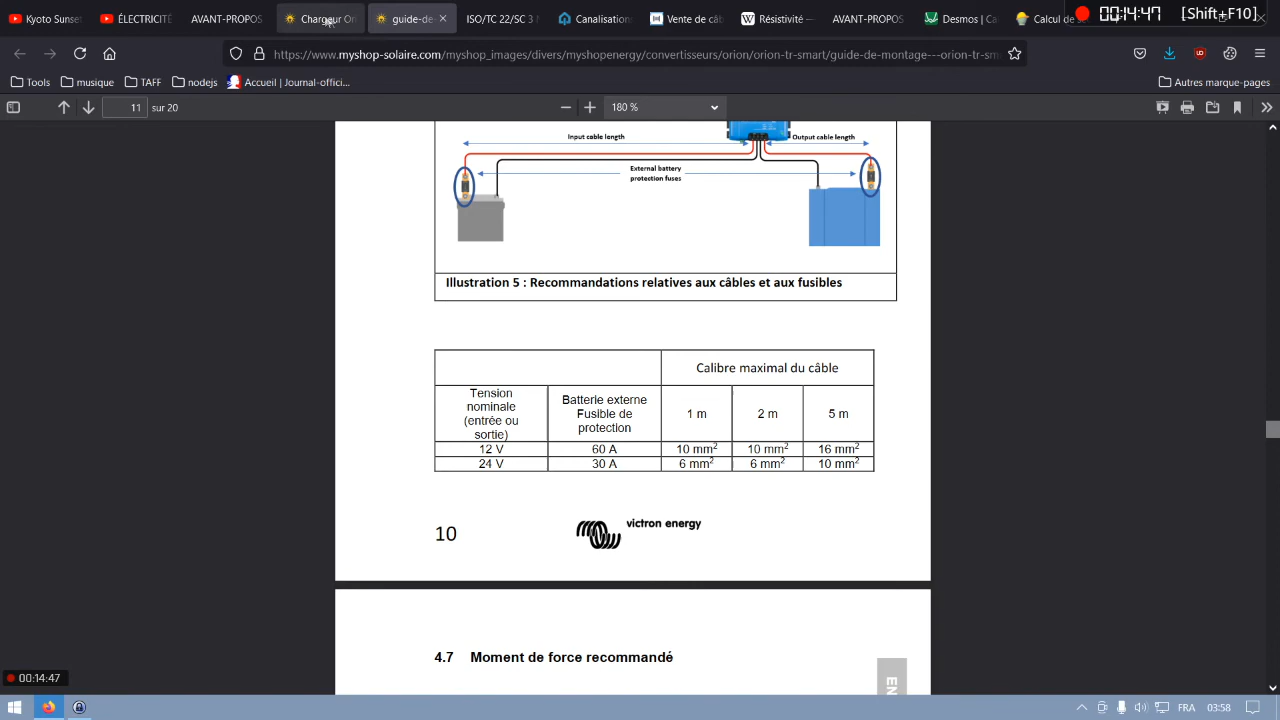 Kyoto Sunset
ÉLECTRICITÉ
AVANT-PROPOS
Chargeur Ori
guide-de-
ISO/TC 22/SC 3
Canalisations
Vente de câb
Résistivité —
AVANT-PROPOS
Desmos | Ca
Calcul de
00:14:47
[Shift+F10]
https://www.myshop-solaire.com/myshop_images/divers/myshopenergy/convertisseurs/orion/orion-tr-smart/guide-de-montage---orion-tr-sm
Tools
musique
TAFF
nodejs
Accueil | Journal-offici...
Autres marque-pages
11
sur 20
180 %
Input cable length
Output cable length
External battery
protection fuses
Illustration 5 : Recommandations relatives aux câbles et aux fusibles
Calibre maximal du câble
Tension
nominale
(entrée ou
sortie)
Batterie externe
Fusible de
protection
1 m
2 m
5 m
12 V 60 A 10 mm² 10 mm² 16 mm²
24 V 30 A 6 mm² 6 mm² 10 mm²
10
victron energy
4.7 Moment de force recommandé
EN
00:14:47
FRA
03:58